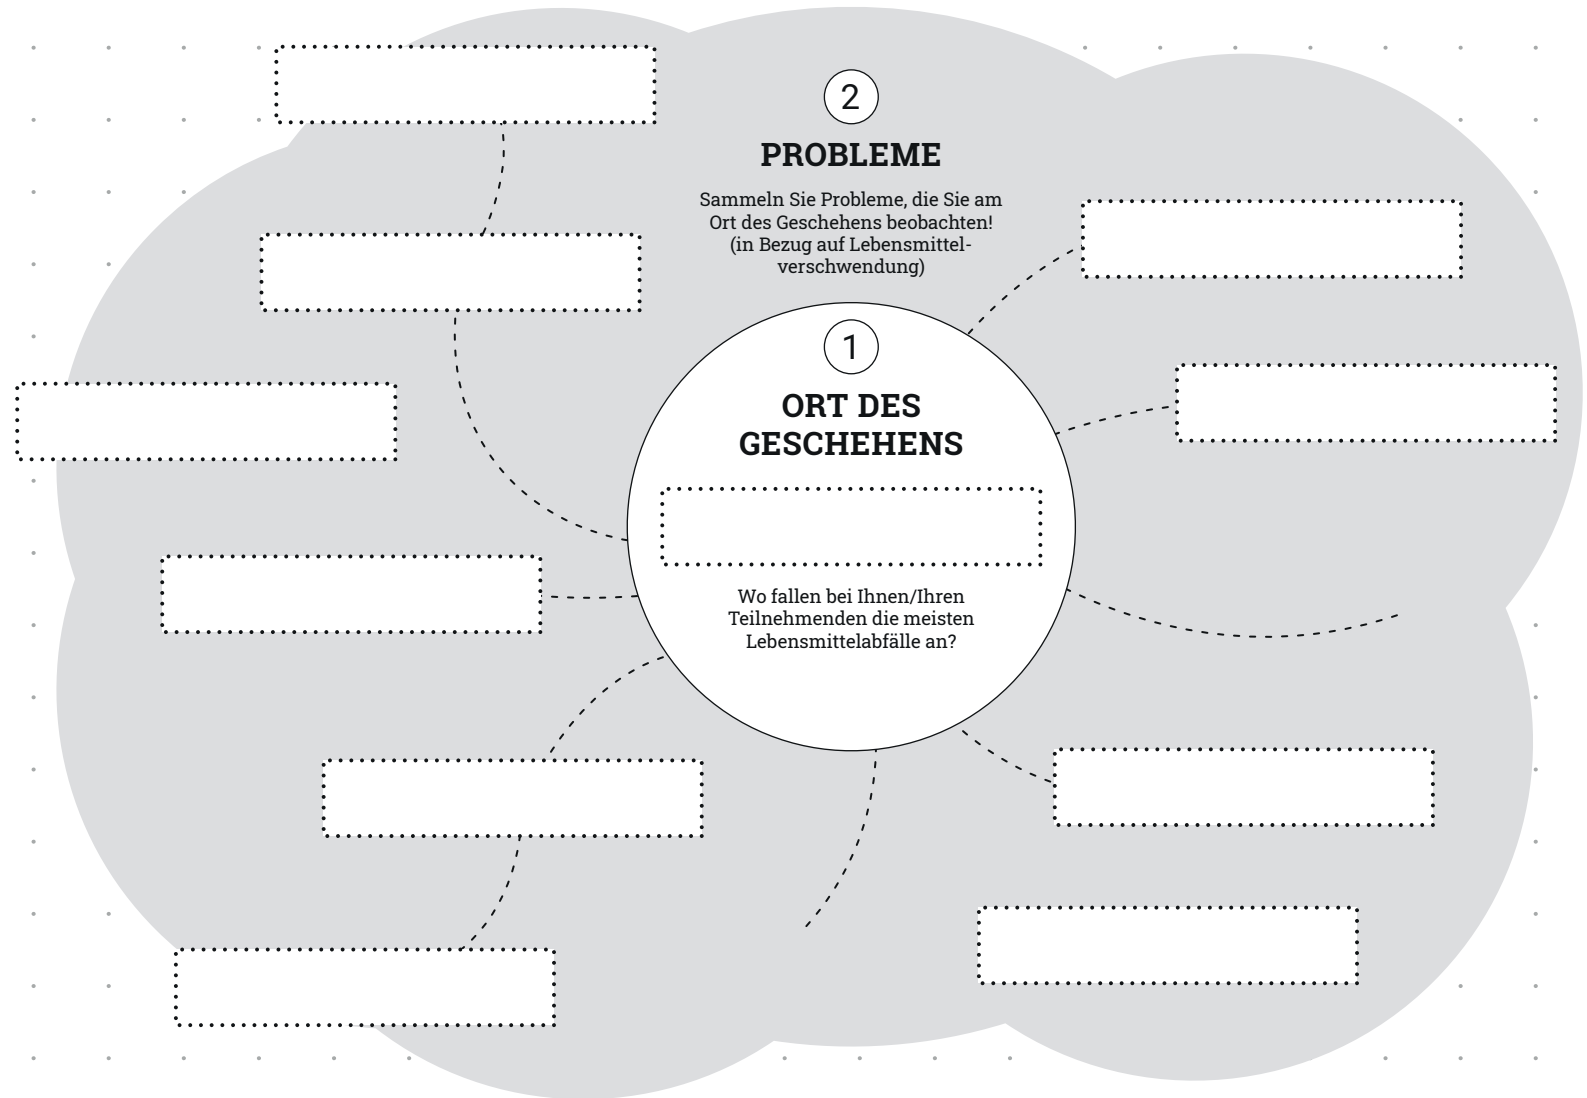 2
PROBLEME
Sammeln Sie Probleme, die Sie am
Ort des Geschehens beobachten!
(in Bezug auf Lebensmittel-
verschwendung)
1
ORT DES
GESCHEHENS
Wo fallen bei Ihnen/Ihren
Teilnehmenden die meisten
Lebensmittelabfälle an?